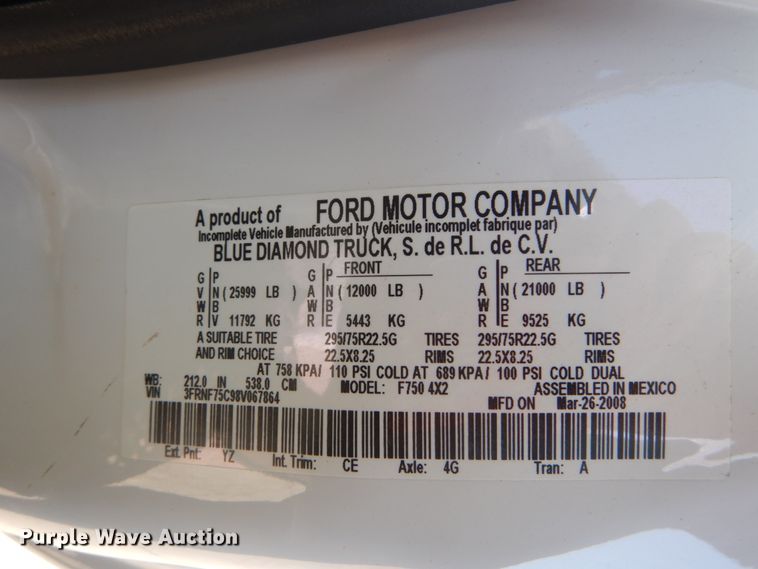 A product of FORD MOTOR COMPANY
Incomplete Vehicle Manufactured by (Vehicule incomplet fabrique par)
BLUE DIAMOND TRUCK, S. de R.L. de C.V.
G P G P FRONT G P REAR
V N (25999 LB ) A N (12000 LB ) A N (21000 LB )
W B W B W B
R V 11792 KG R E 5443 KG R E 9525 KG
A SUITABLE TIRE 295/75R22.5G TIRES 295/75R22.5G TIRES
AND RIM CHOICE 22.5X8.25 RIMS 22.5X8.25 RIMS
AT 758 KPA/ 110 PSI COLD AT 689 KPA/ 100 PSI COLD DUAL
WB: 212.0 IN 538.0 CM MODEL: F750 4X2 ASSEMBLED IN MEXICO
VIN 3FRNF75C98V067864 MFD ON Mar-26-2008
Ext. Pnt: YZ Int. Trim: CE Axle: 4G Tran: A
Purple Wave Auction